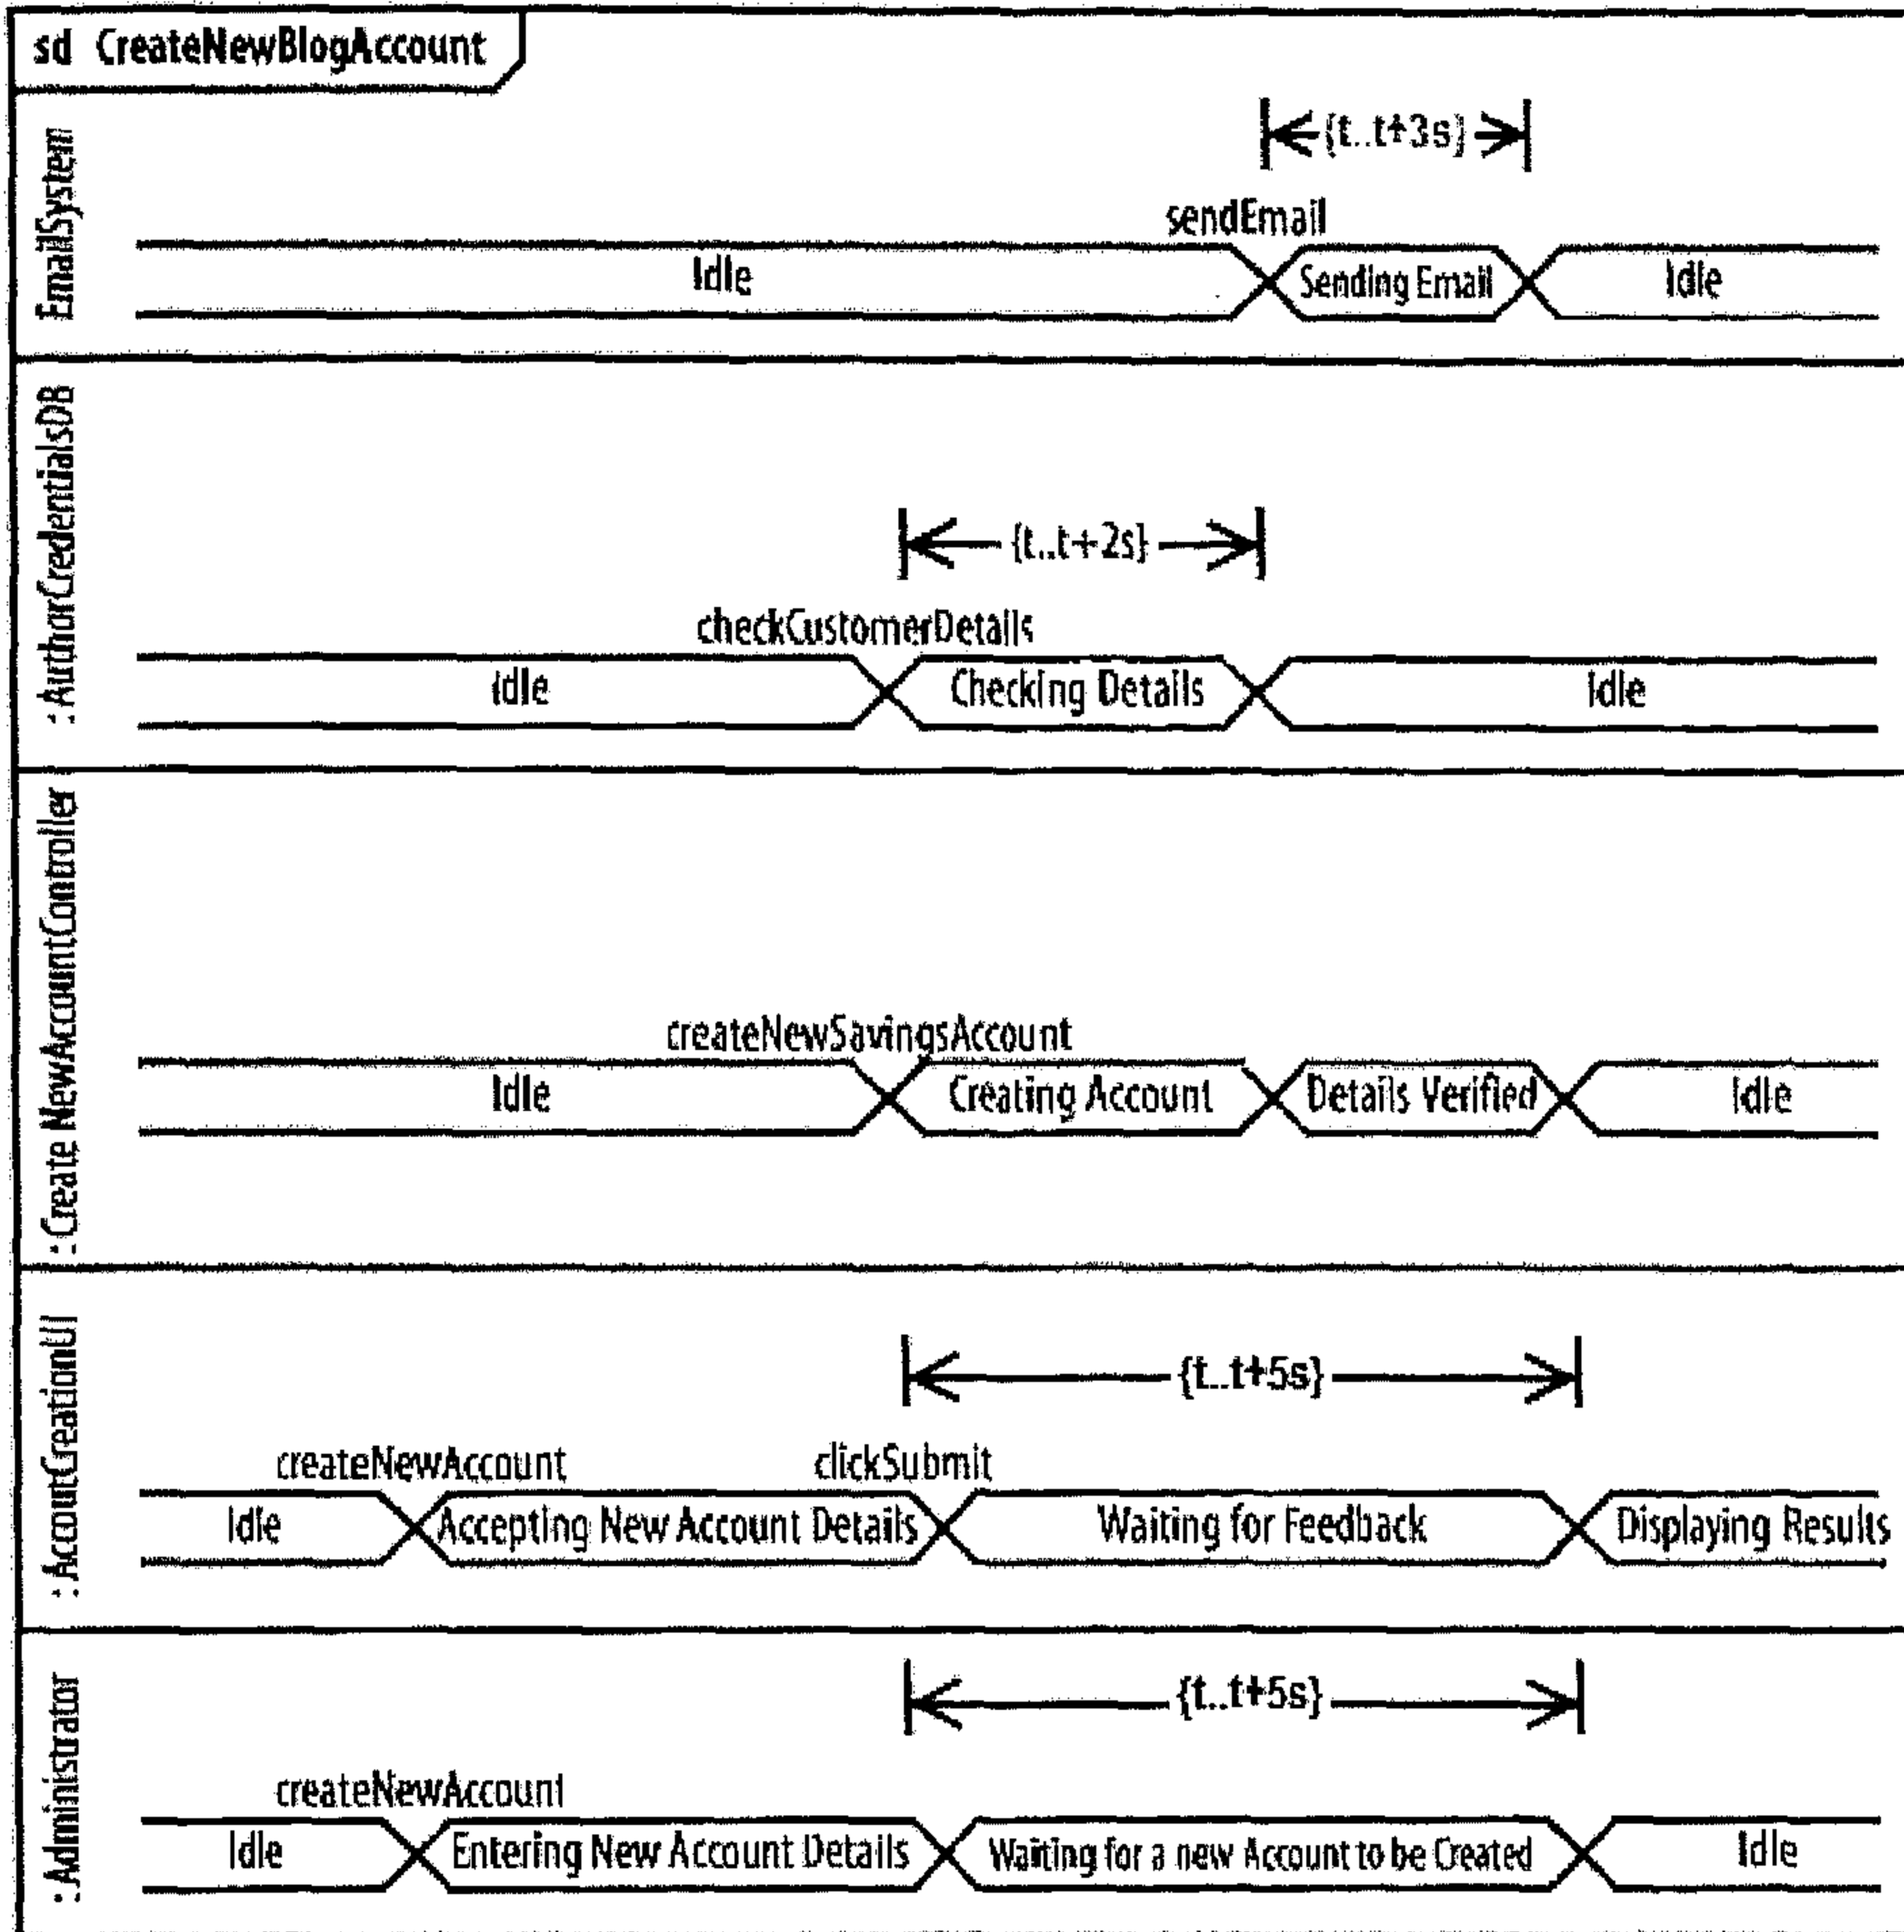 sd CreateNewBlogAccount
EmailSystem
{t..t+3s}
sendEmail
Idle
Sending Email
Idle
:AuthorCredentialsDB
{t..t+2s}
checkCustomerDetails
Idle
Checking Details
Idle
:Create NewAccountController
createNewSavingsAccount
Idle
Creating Account
Details Verified
Idle
:AccoutCreationUI
{t..t+5s}
createNewAccount
clickSubmit
Idle
Accepting New Account Details
Waiting for Feedback
Displaying Results
:Administrator
{t..t+5s}
createNewAccount
Idle
Entering New Account Details
Waiting for a new Account to be Created
Idle